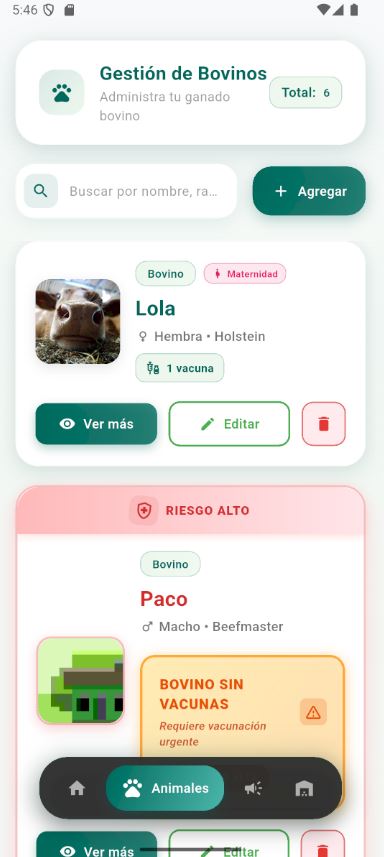 5:46
Gestión de Bovinos
Administra tu ganado
bovino
Total: 6
Buscar por nombre, ra...
Agregar
Bovino
Maternidad
Lola
Hembra • Holstein
1 vacuna
Ver más
Editar
RIESGO ALTO
Bovino
Paco
Macho • Beefmaster
BOVINO SIN
VACUNAS
Requiere vacunación
urgente
Animales
Ver más
Editar